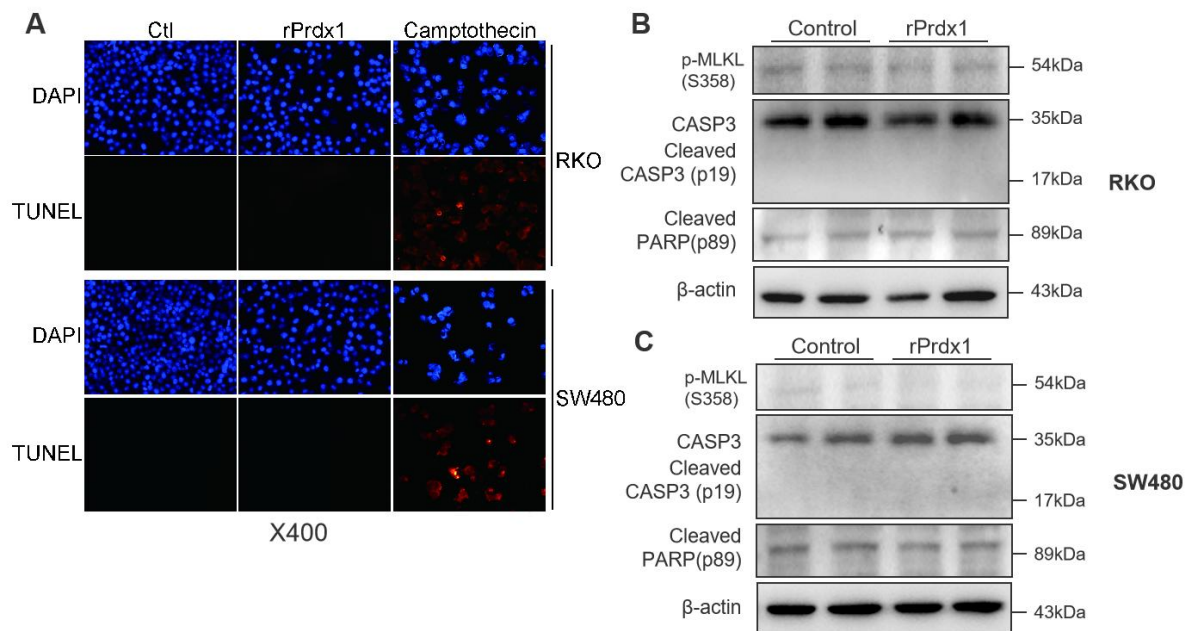 A
Ctl rPrdx1 Camptothecin
DAPI
TUNEL
RKO
DAPI
TUNEL
SW480
X400
B
Control rPrdx1
p-MLKL
(S358)
54kDa
CASP3
35kDa
Cleaved
CASP3 (p19)
17kDa
RKO
Cleaved
PARP(p89)
89kDa
β-actin
43kDa
C
Control rPrdx1
p-MLKL
(S358)
54kDa
CASP3
35kDa
Cleaved
CASP3 (p19)
17kDa
SW480
Cleaved
PARP(p89)
89kDa
β-actin
43kDa